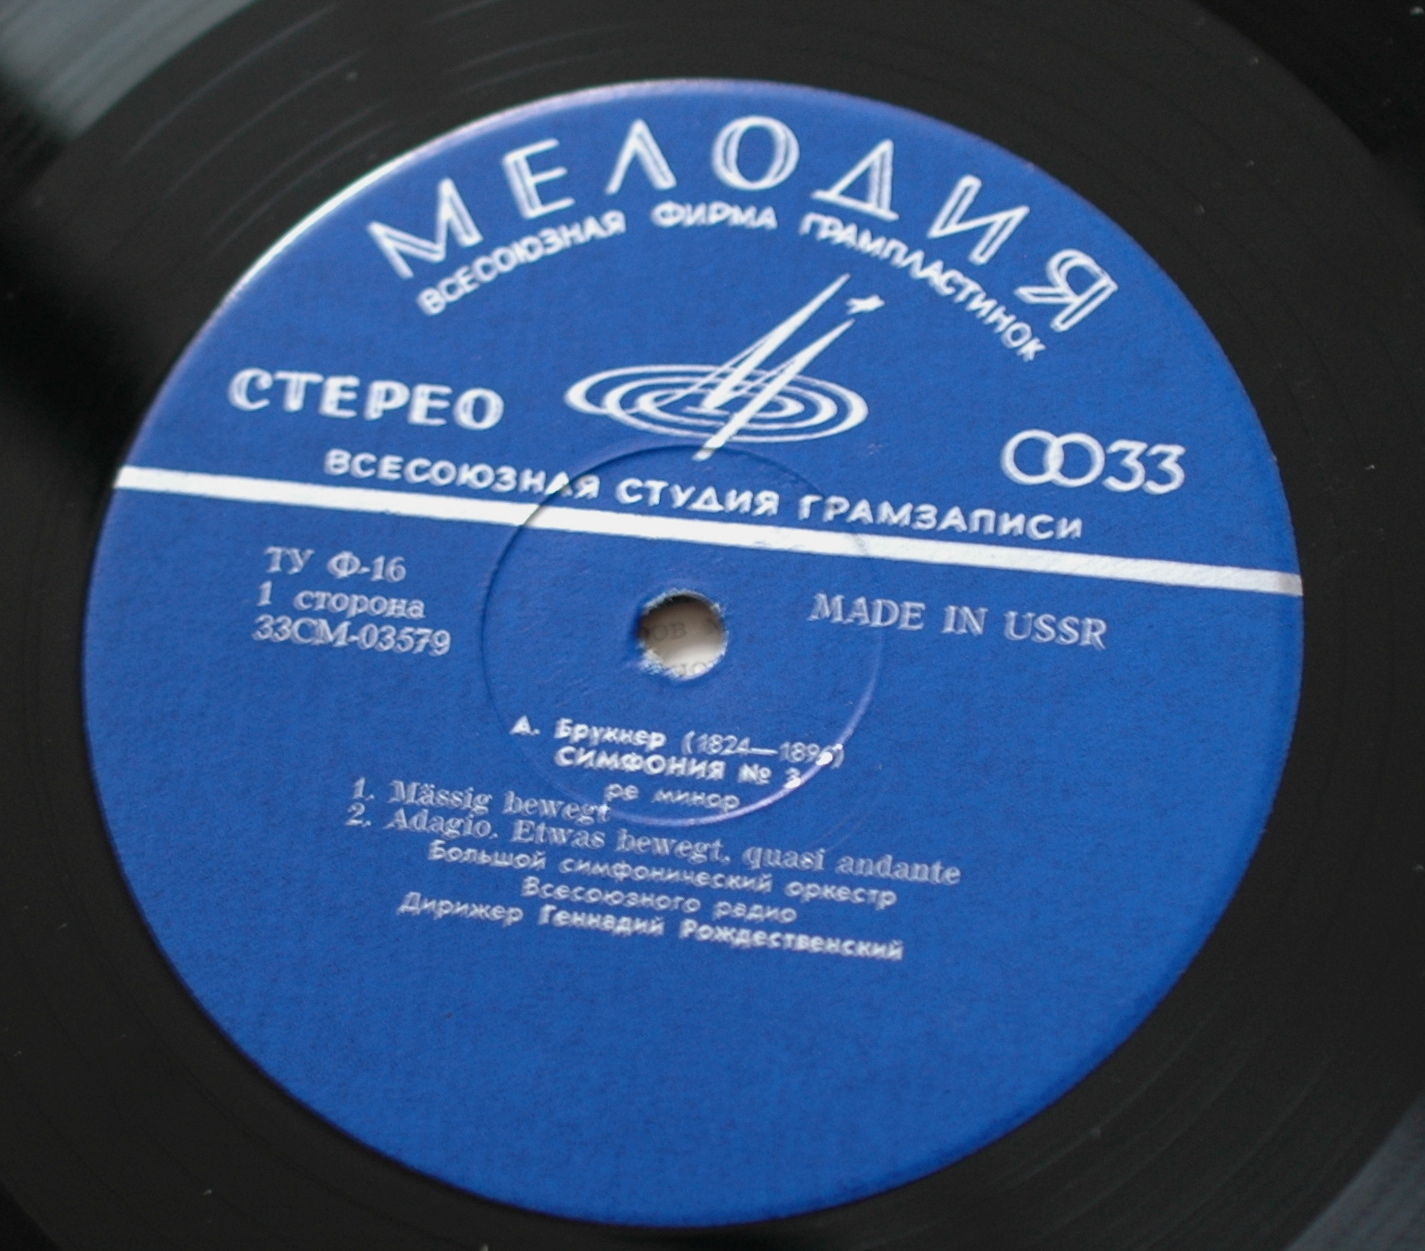 МЕЛОДИЯ
ВСЕСОЮЗНАЯ ФИРМА ГРАМПЛАСТИНОК
СТЕРЕО
33
ВСЕСОЮЗНАЯ СТУДИЯ ГРАМЗАПИСИ
ТУ Ф-16
1 сторона
33СМ-03579
MADE IN USSR
А. Брукнер (1824—1896)
СИМФОНИЯ № 3
ре минор
1. Mässig bewegt
2. Adagio. Etwas bewegt, quasi andante
Большой симфонический оркестр
Всесоюзного радио
Дирижер Геннадий Рождественский